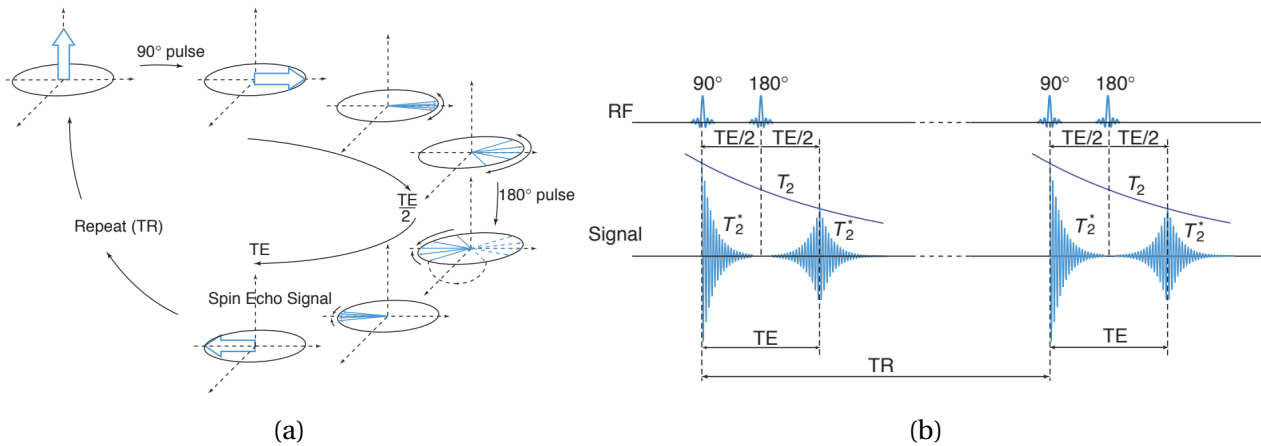 90° pulse
TE
2
180° pulse
Repeat (TR)
TE
Spin Echo Signal
(a)
90° 180° 90° 180°
RF
TE/2 TE/2 TE/2 TE/2
T2 T2
T2* T2* T2* T2*
Signal
TE TE
TR
(b)